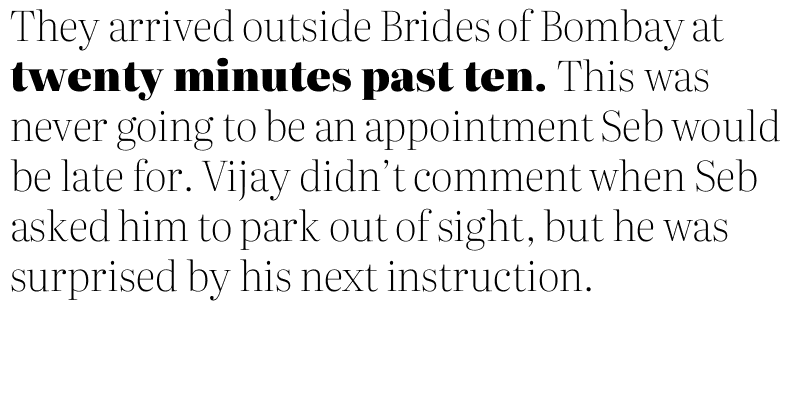 They arrived outside Brides of Bombay at
twenty minutes past ten. This was
never going to be an appointment Seb would
be late for. Vijay didn’t comment when Seb
asked him to park out of sight, but he was
surprised by his next instruction.